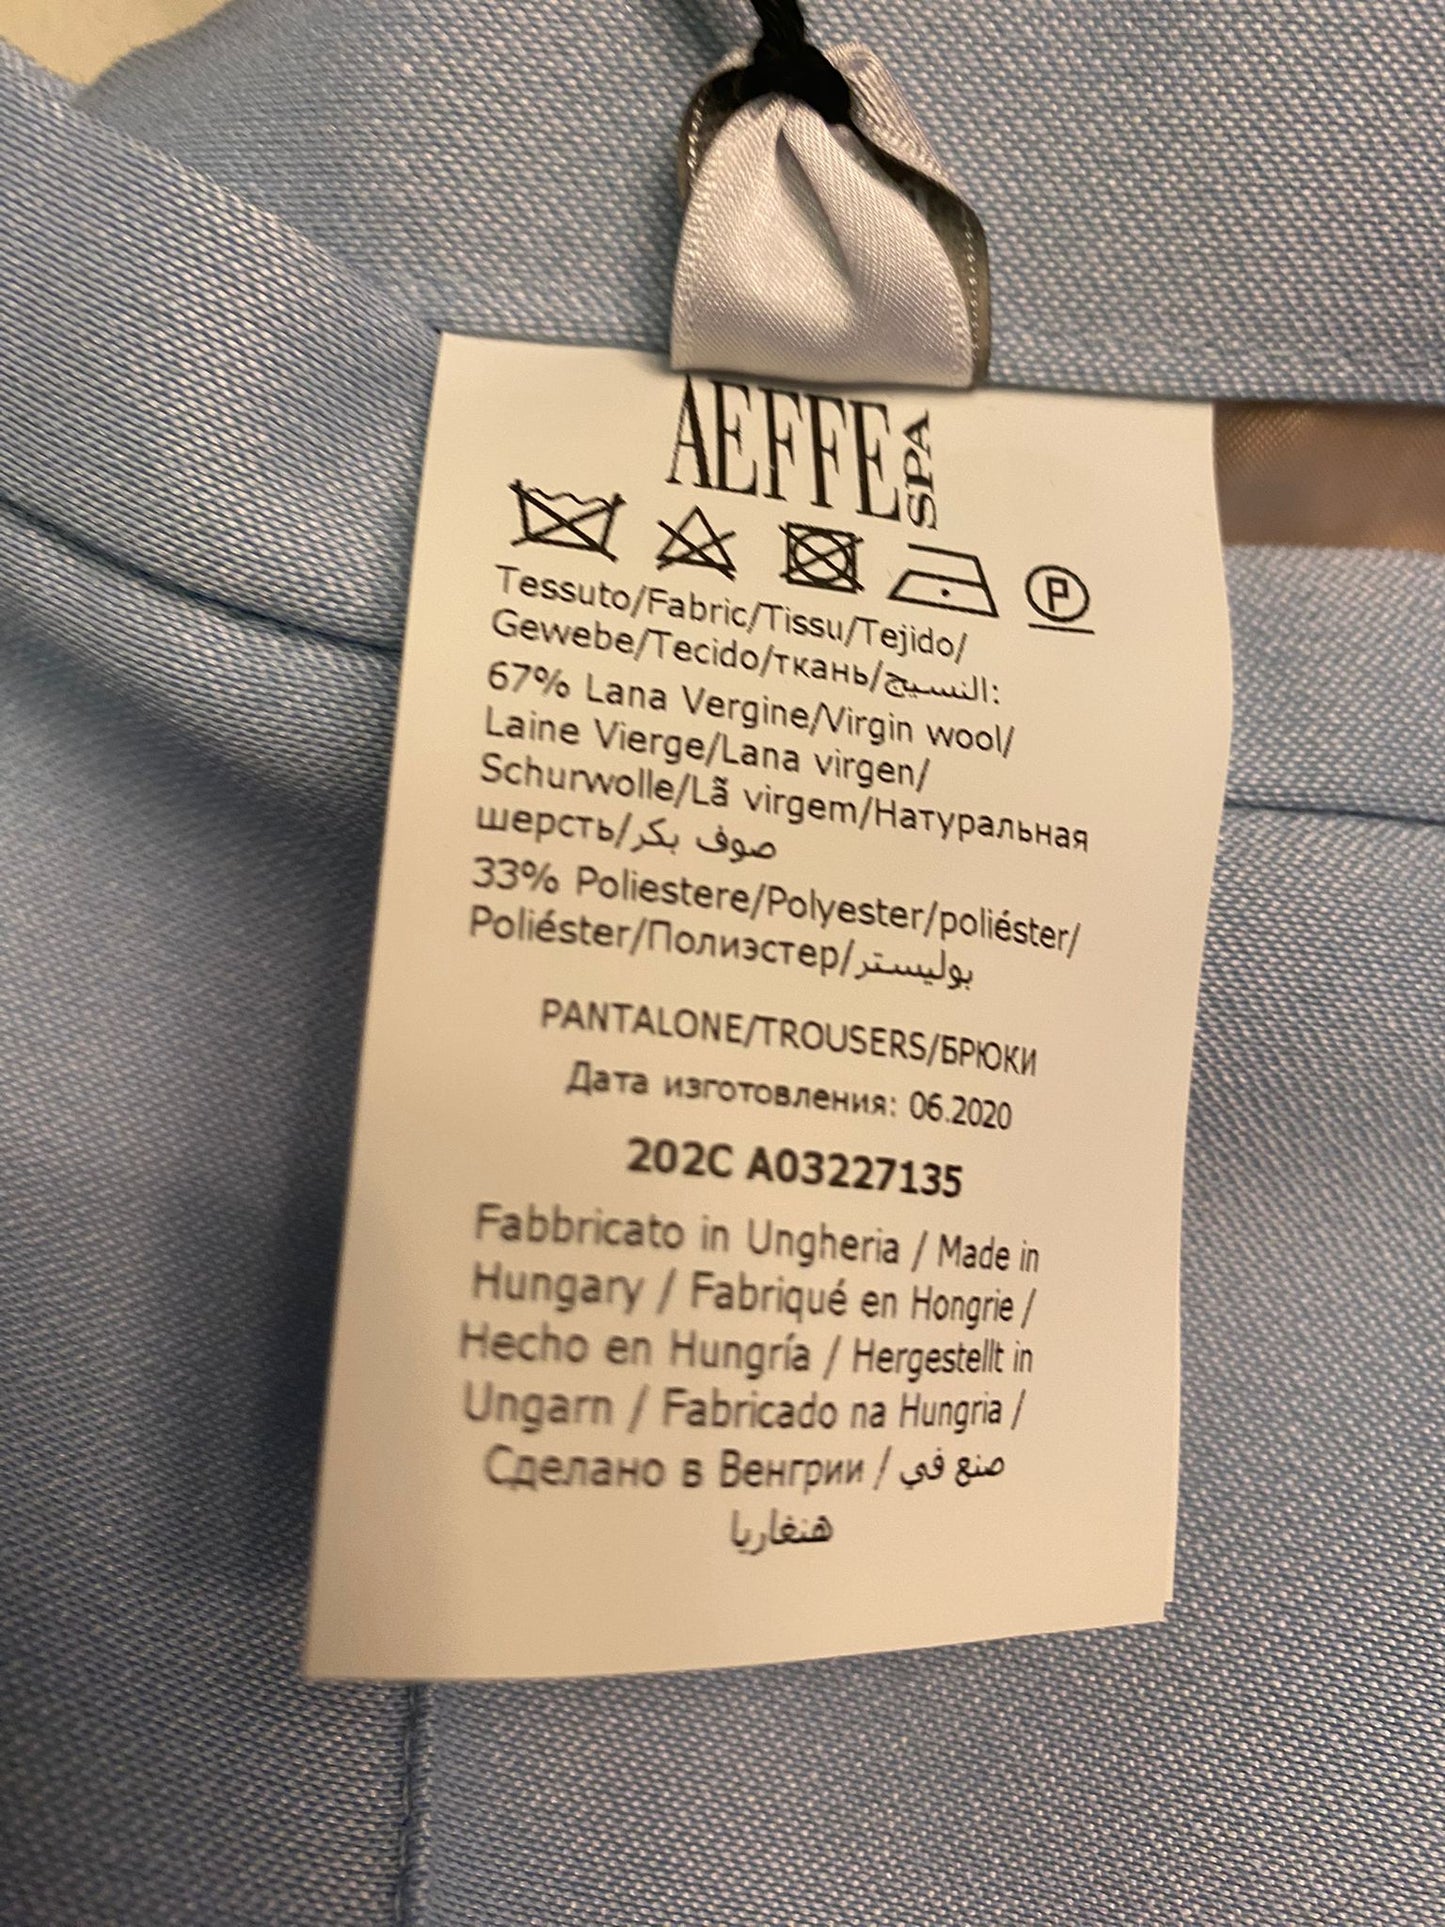 AEFFE SPA
P
Tessuto/Fabric/Tissu/Tejido/
Gewebe/Tecido/ткань/النسيج:
67% Lana Vergine/Virgin wool/
Laine Vierge/Lana virgen/
Schurwolle/Lã virgem/Натуральная
шерсть/صوف بكر
33% Poliestere/Polyester/poliéster/
Poliéster/Полиэстер/بوليستر
PANTALONE/TROUSERS/БРЮКИ
Дата изготовления: 06.2020
202C A03227135
Fabbricato in Ungheria / Made in
Hungary / Fabriqué en Hongrie /
Hecho en Hungría / Hergestellt in
Ungarn / Fabricado na Hungria /
Сделано в Венгрии / صنع في
هنغاريا